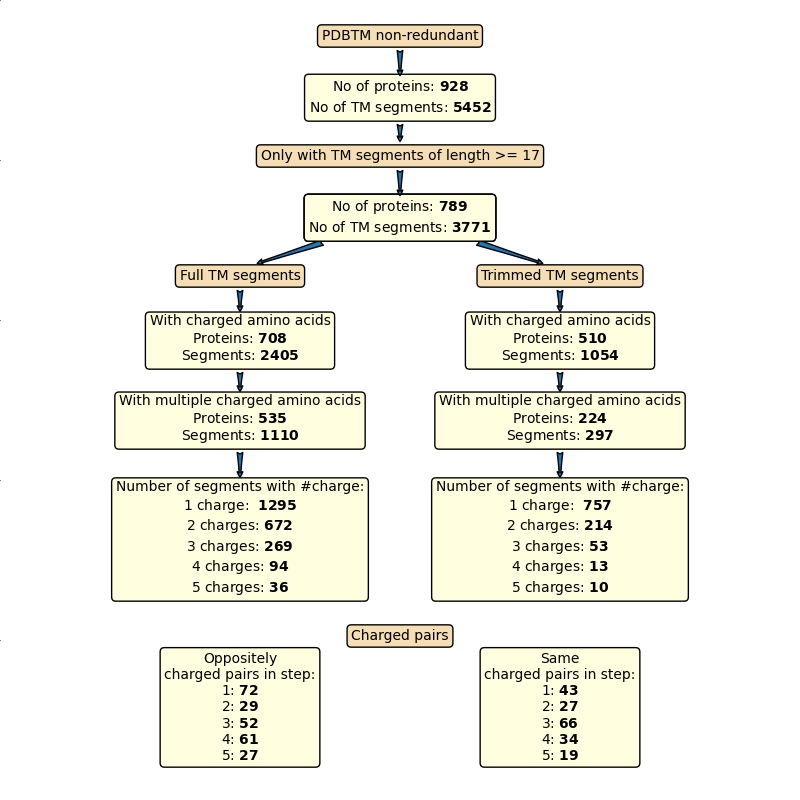 PDBTM non-redundant
No of proteins: 928
No of TM segments: 5452
Only with TM segments of length >= 17
No of proteins: 789
No of TM segments: 3771
Full TM segments
With charged amino acids
Proteins: 708
Segments: 2405
With multiple charged amino acids
Proteins: 535
Segments: 1110
Number of segments with #charge:
1 charge:  1295
2 charges: 672
3 charges: 269
4 charges: 94
5 charges: 36
Trimmed TM segments
With charged amino acids
Proteins: 510
Segments: 1054
With multiple charged amino acids
Proteins: 224
Segments: 297
Number of segments with #charge:
1 charge:  757
2 charges: 214
3 charges: 53
4 charges: 13
5 charges: 10
Charged pairs
Oppositely
charged pairs in step:
1: 72
2: 29
3: 52
4: 61
5: 27
Same
charged pairs in step:
1: 43
2: 27
3: 66
4: 34
5: 19